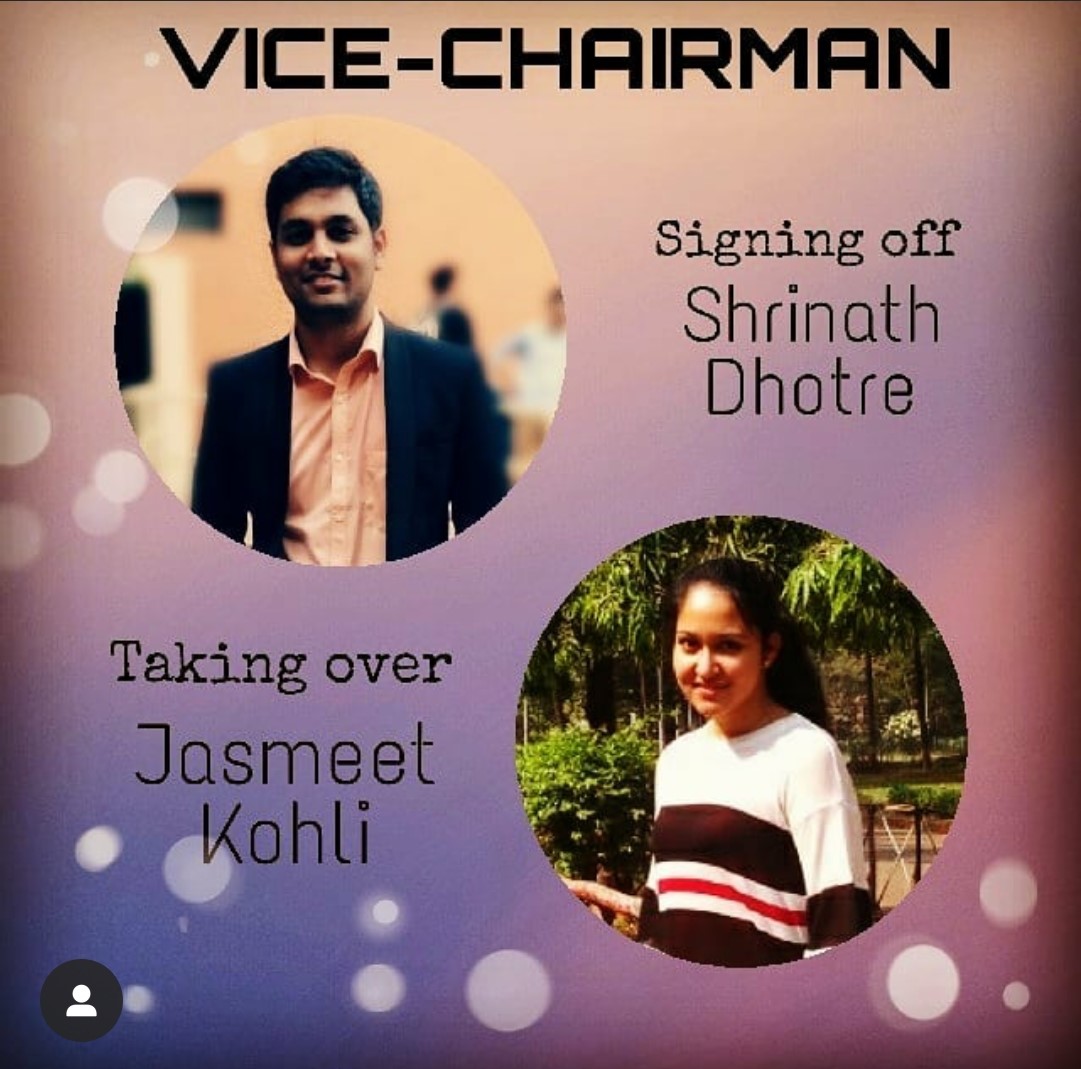 VICE-CHAIRMAN
Signing off
Shrinath
Dhotre
Taking over
Jasmeet
Kohli